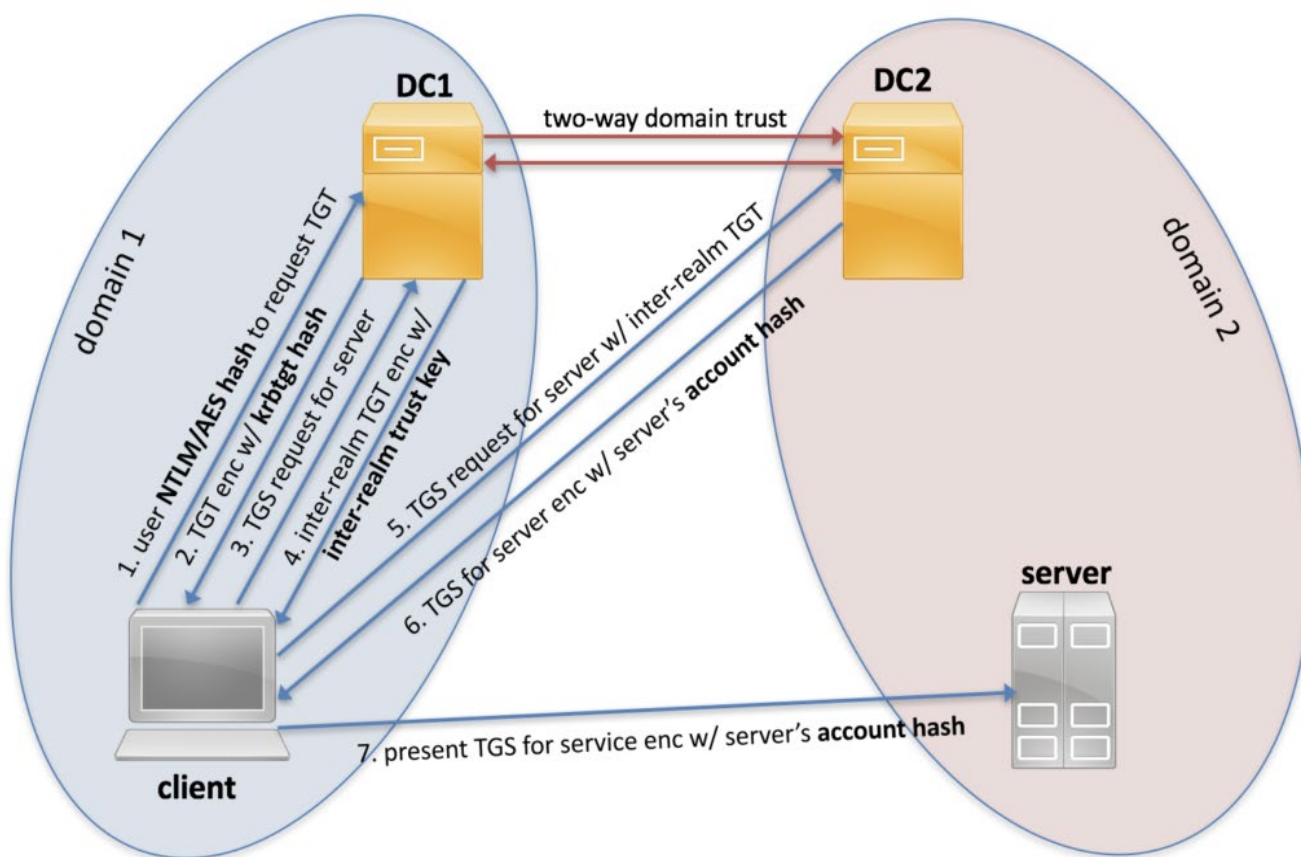 DC1
DC2
two-way domain trust
domain 1
domain 2
1. user NTLM/AES hash to request TGT
2. TGT enc w/ krbtgt hash
3. TGS request for server
4. inter-realm TGT enc w/
inter-realm trust key
5. TGS request for server w/ inter-realm TGT
6. TGS for server enc w/ server’s account hash
server
7. present TGS for service enc w/ server’s account hash
client